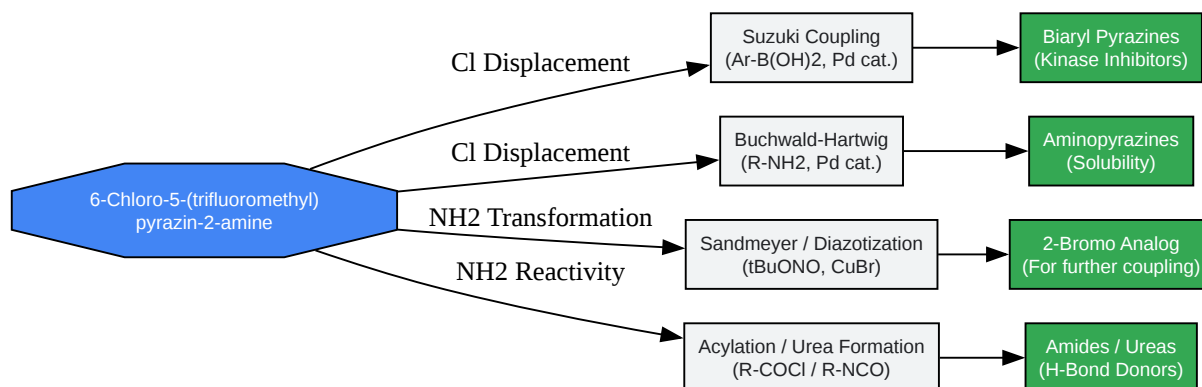 Suzuki Coupling
(Ar-B(OH)2, Pd cat.)
Biaryl Pyrazines
(Kinase Inhibitors)
Cl Displacement
Buchwald-Hartwig
(R-NH2, Pd cat.)
Aminopyrazines
(Solubility)
Cl Displacement
6-Chloro-5-(trifluoromethyl)
pyrazin-2-amine
NH2 Transformation
Sandmeyer / Diazotization
(tBuONO, CuBr)
2-Bromo Analog
(For further coupling)
NH2 Reactivity
Acylation / Urea Formation
(R-COCl / R-NCO)
Amides / Ureas
(H-Bond Donors)